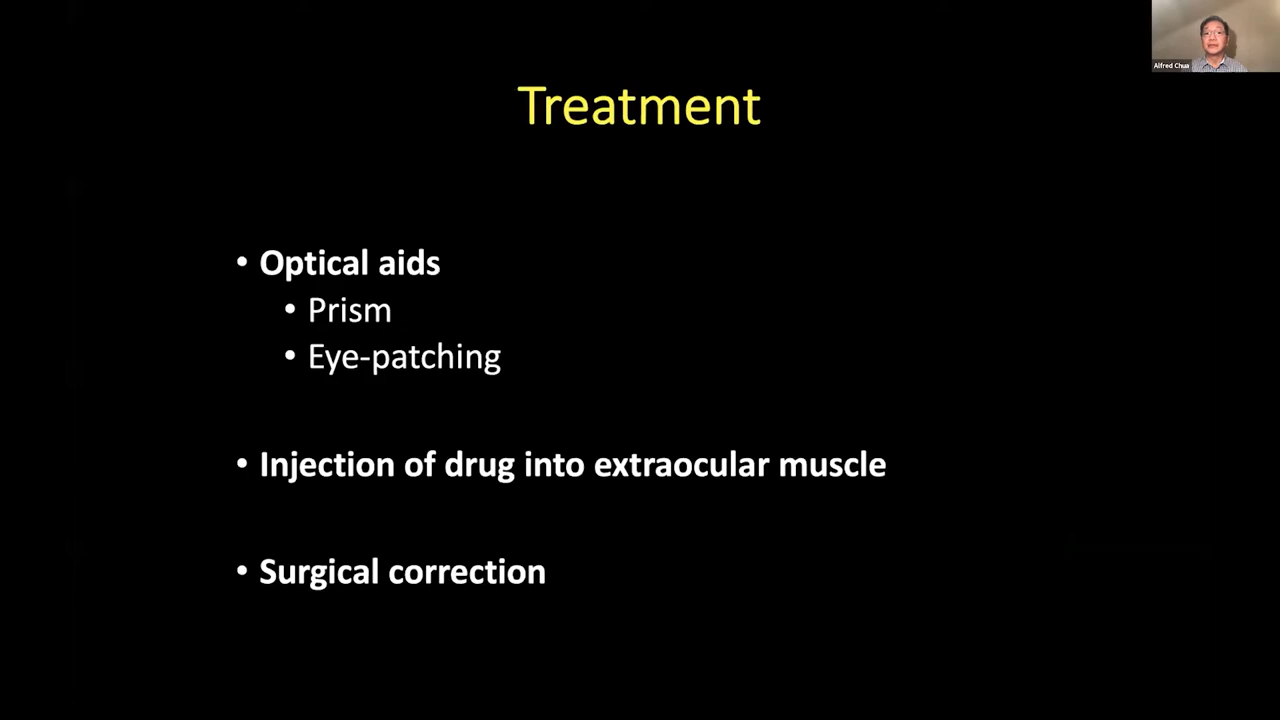 Alfred Chua
Treatment
• Optical aids
• Prism
• Eye-patching
• Injection of drug into extraocular muscle
• Surgical correction